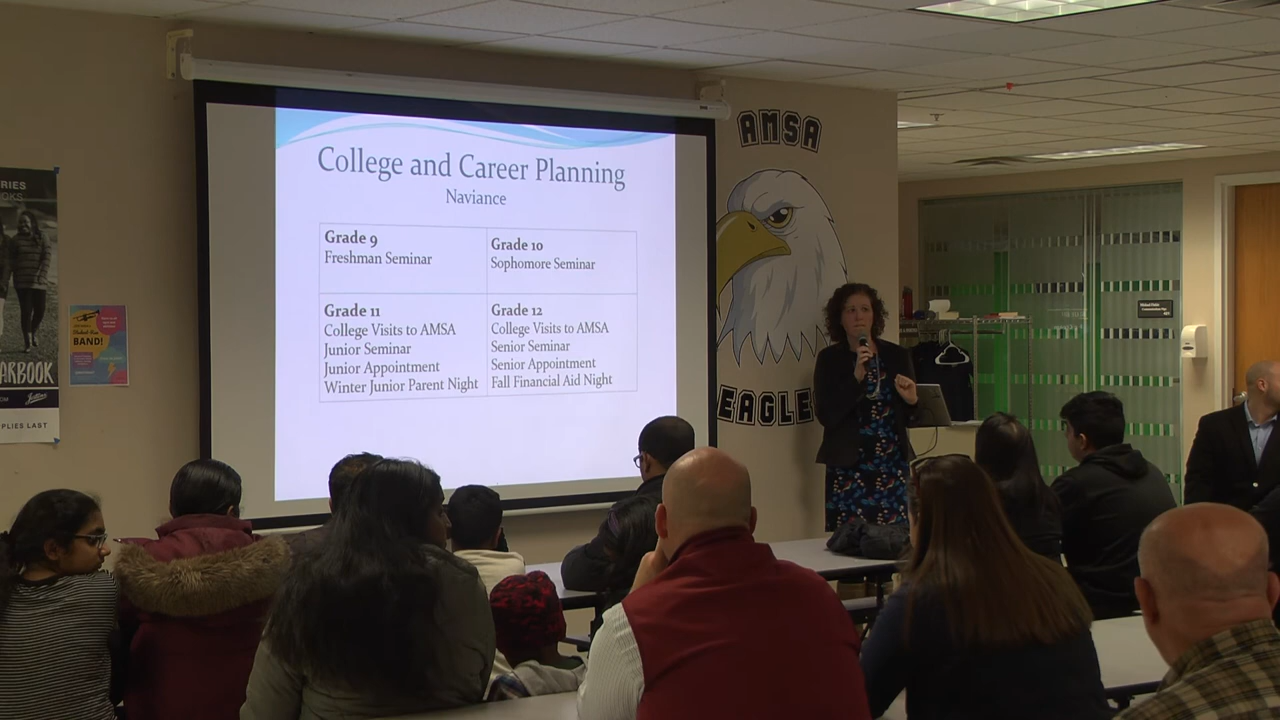 College and Career Planning
Naviance
Grade 9
Freshman Seminar
Grade 10
Sophomore Seminar
Grade 11
College Visits to AMSA
Junior Seminar
Junior Appointment
Winter Junior Parent Night
Grade 12
College Visits to AMSA
Senior Seminar
Senior Appointment
Fall Financial Aid Night
AMSA
EAGLE
BAND!
PLIES LAST